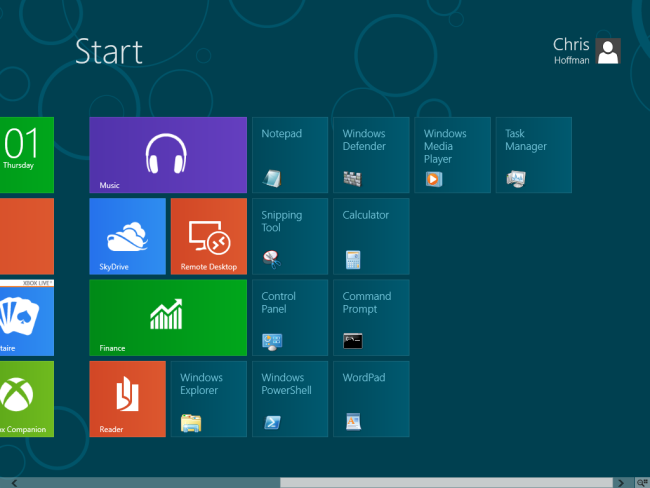 Start
Chris
Hoffman
01
Thursday
XBOX LIVE
taire
ox Companion
Music
SkyDrive
Remote Desktop
Finance
Reader
Windows
Explorer
Notepad
Snipping
Tool
Control
Panel
Windows
PowerShell
Windows
Defender
Calculator
Command
Prompt
WordPad
Windows
Media
Player
Task
Manager